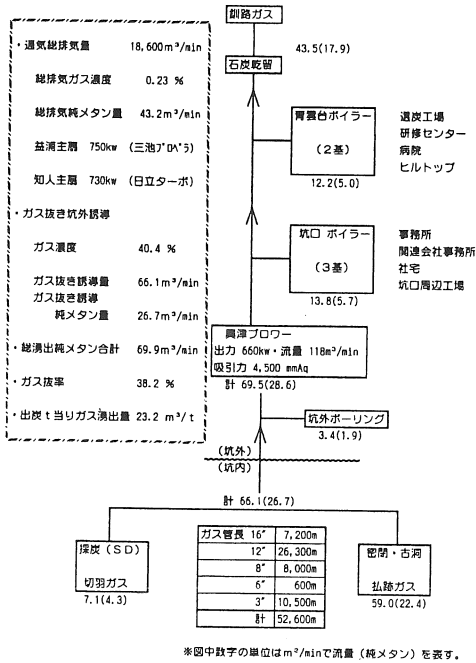 ・通気総排気量 18,600m³/min
総排気ガス濃度 0.23 %
総排気純メタン量 43.2m³/min
益浦主扇 750kw (三池プロペラ)
知人主扇 730kw (日立ターボ)
・ガス抜き坑外誘導
ガス濃度 40.4 %
ガス抜き誘導量 66.1m³/min
ガス抜き誘導
純メタン量 26.7m³/min
・総湧出純メタン合計 69.9m³/min
・ガス抜率 38.2 %
・出炭t当りガス湧出量 23.2 m³/t
釧路ガス
43.5(17.9)
石炭乾留
青雲台ボイラー
(2基)
12.2(5.0)
選炭工場
研修センター
病院
ヒルトップ
坑口 ボイラー
(3基)
13.8(5.7)
事務所
関連会社事務所
社宅
坑口周辺工場
興津ブロワー
出力 660kw・流量 118m³/min
吸引力 4,500 mmAq
計 69.5(28.6)
坑外ボーリング
3.4(1.9)
(坑外)
(坑内)
計 66.1(26.7)
採炭(SD)
切羽ガス
7.1(4.3)
ガス管長 16" 7,200m
12" 26,300m
8" 8,000m
6" 600m
3" 10,500m
計 52,600m
密閉・古洞
払跡ガス
59.0(22.4)
※図中数字の単位はm³/minで流量(純メタン)を表す。